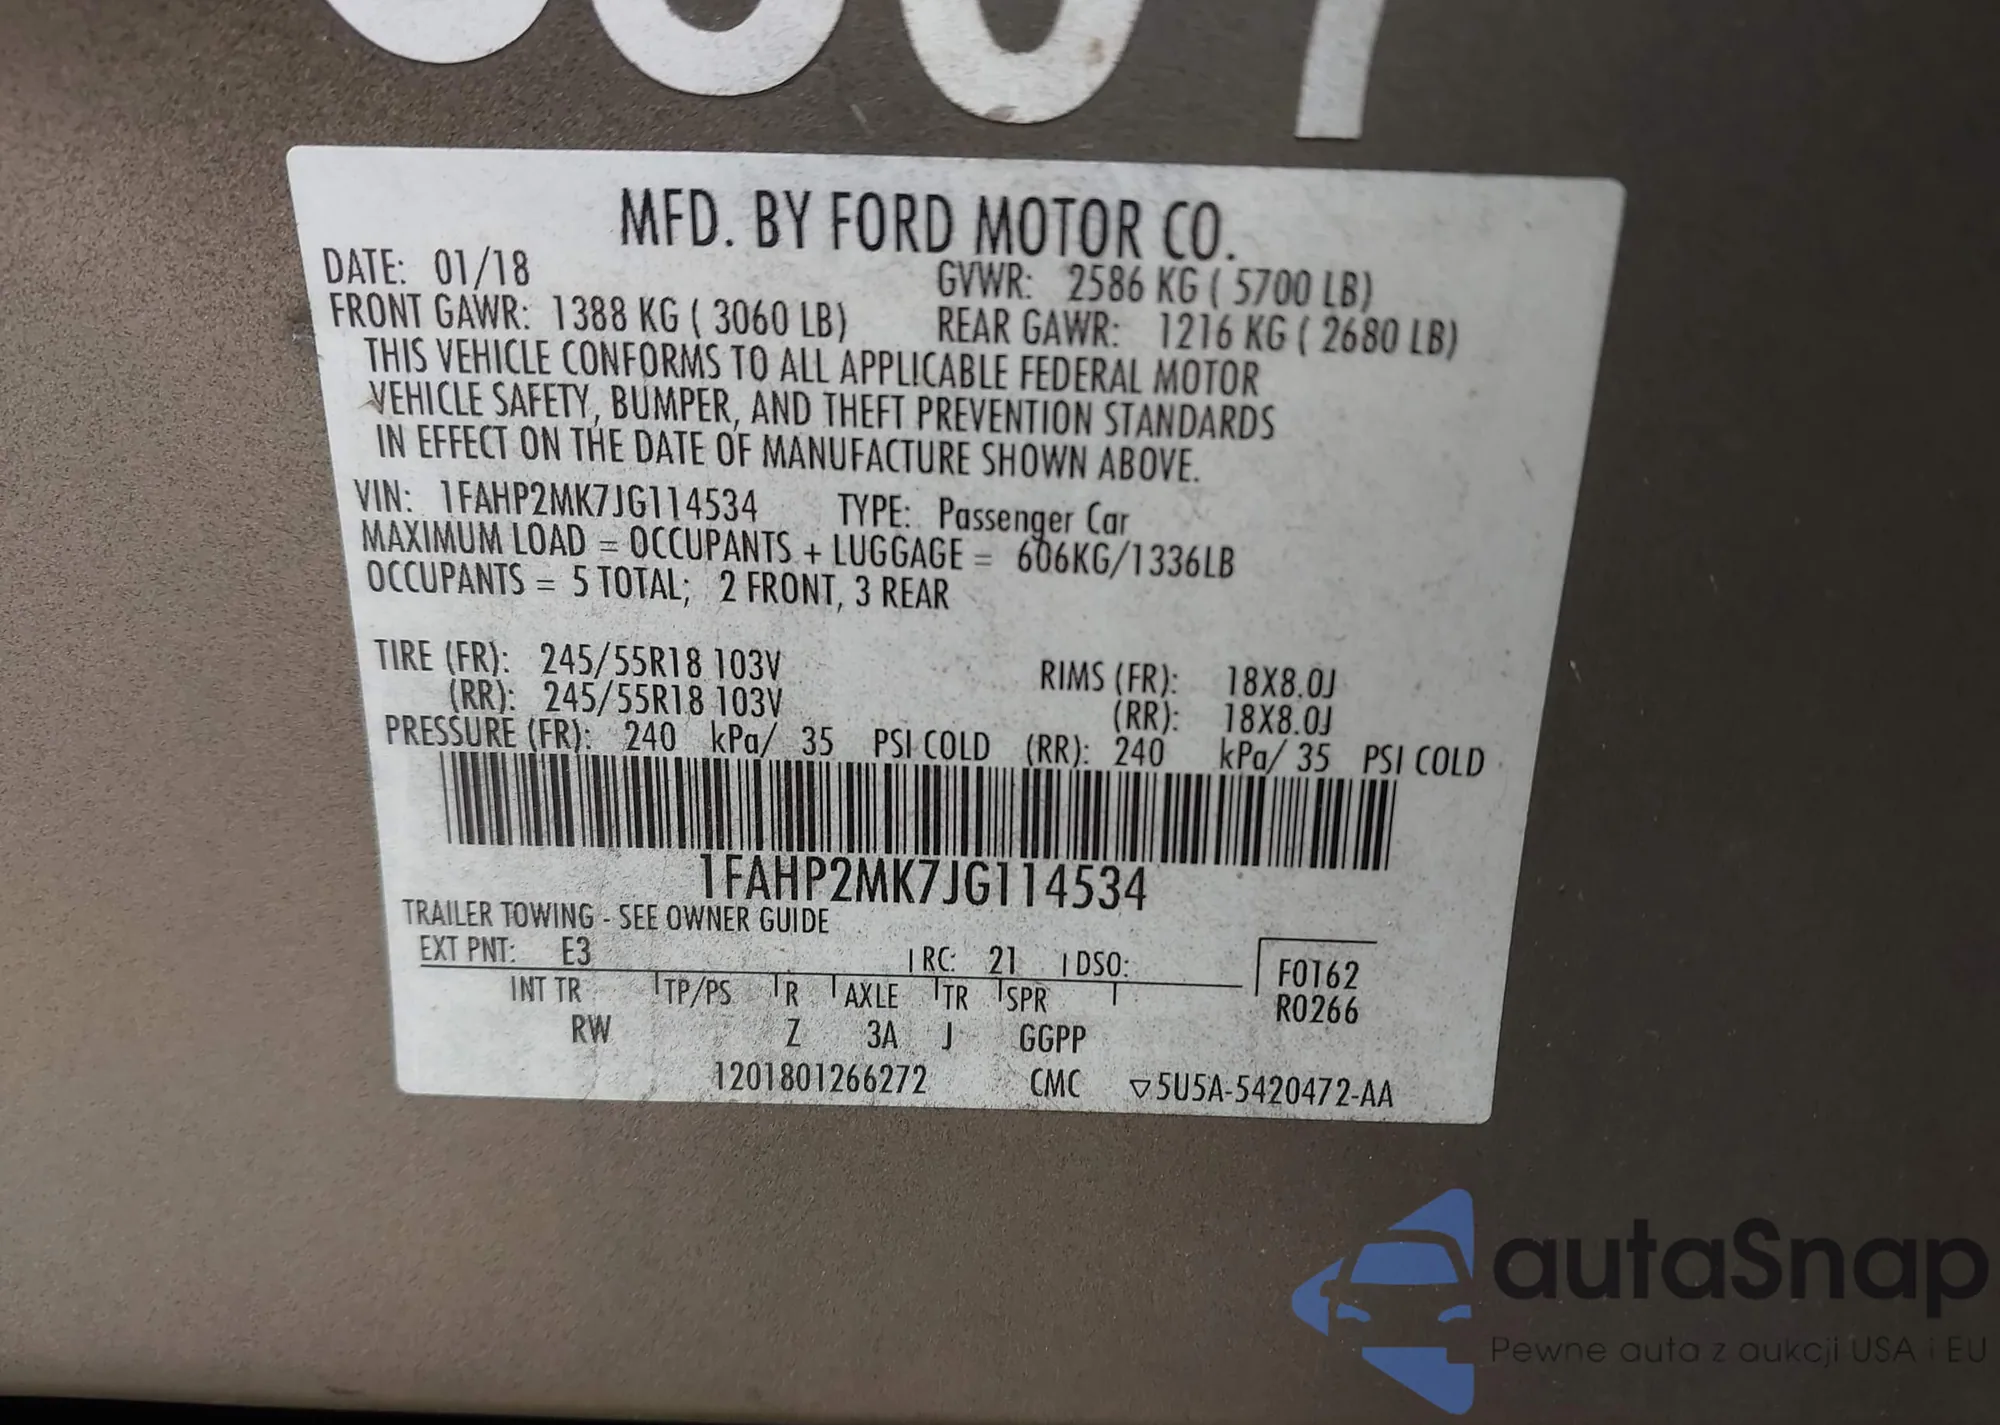 MFD. BY FORD MOTOR CO.
DATE: 01/18 GVWR: 2586 KG ( 5700 LB)
FRONT GAWR: 1388 KG ( 3060 LB) REAR GAWR: 1216 KG ( 2680 LB)
THIS VEHICLE CONFORMS TO ALL APPLICABLE FEDERAL MOTOR
VEHICLE SAFETY, BUMPER, AND THEFT PREVENTION STANDARDS
IN EFFECT ON THE DATE OF MANUFACTURE SHOWN ABOVE.
VIN: 1FAHP2MK7JG114534 TYPE: Passenger Car
MAXIMUM LOAD = OCCUPANTS + LUGGAGE = 606KG/1336LB
OCCUPANTS = 5 TOTAL; 2 FRONT, 3 REAR
TIRE (FR): 245/55R18 103V RIMS (FR): 18X8.0J
(RR): 245/55R18 103V (RR): 18X8.0J
PRESSURE (FR): 240 kPa/ 35 PSI COLD (RR): 240 kPa/ 35 PSI COLD
1FAHP2MK7JG114534
TRAILER TOWING - SEE OWNER GUIDE
EXT PNT: E3 RC: 21 DSO: F0162
INT TR TP/PS R AXLE TR SPR R0266
RW Z 3A J GGPP
1201801266272 CMC ▽5U5A-5420472-AA
autaSnap
Pewne auta z aukcji USA i EU